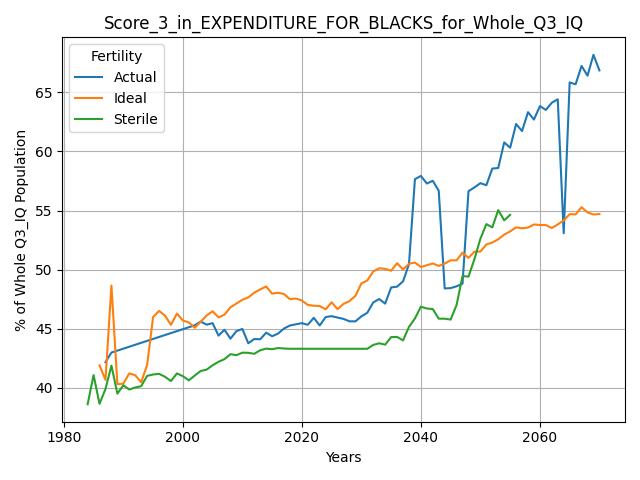 Score_3_in_EXPENDITURE_FOR_BLACKS_for_Whole_Q3_IQ
Fertility
Actual
Ideal
Sterile
% of Whole Q3_IQ Population
65
60
55
50
45
40
1980
2000
2020
2040
2060
Years